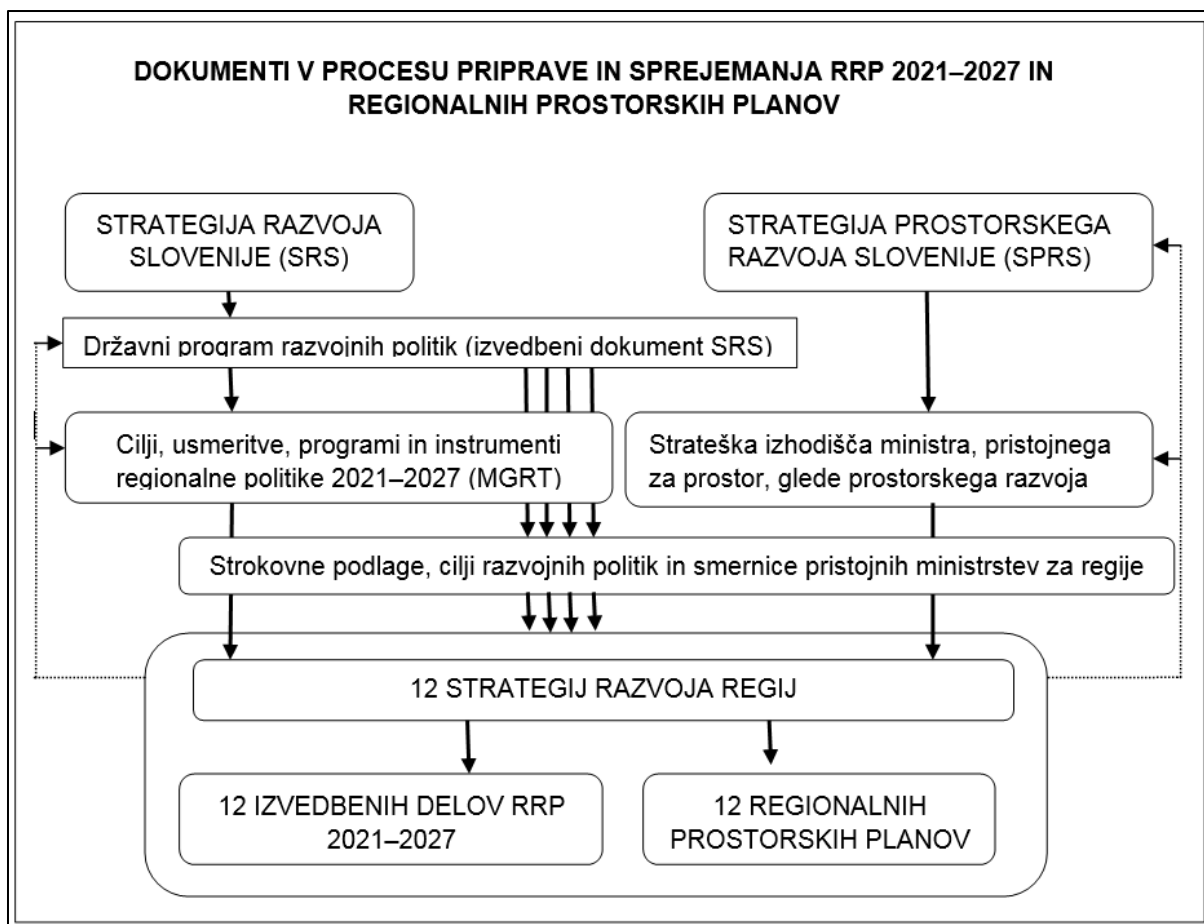 DOKUMENTI V PROCESU PRIPRAVE IN SPREJEMANJA RRP 2021–2027 IN
REGIONALNIH PROSTORSKIH PLANOV
STRATEGIJA RAZVOJA
SLOVENIJE (SRS)
STRATEGIJA PROSTORSKEGA
RAZVOJA SLOVENIJE (SPRS)
Državni program razvojnih politik (izvedbeni dokument SRS)
Cilji, usmeritve, programi in instrumenti
regionalne politike 2021–2027 (MGRT)
Strateška izhodišča ministra, pristojnega
za prostor, glede prostorskega razvoja
Strokovne podlage, cilji razvojnih politik in smernice pristojnih ministrstev za regije
12 STRATEGIJ RAZVOJA REGIJ
12 IZVEDBENIH DELOV RRP
2021–2027
12 REGIONALNIH
PROSTORSKIH PLANOV